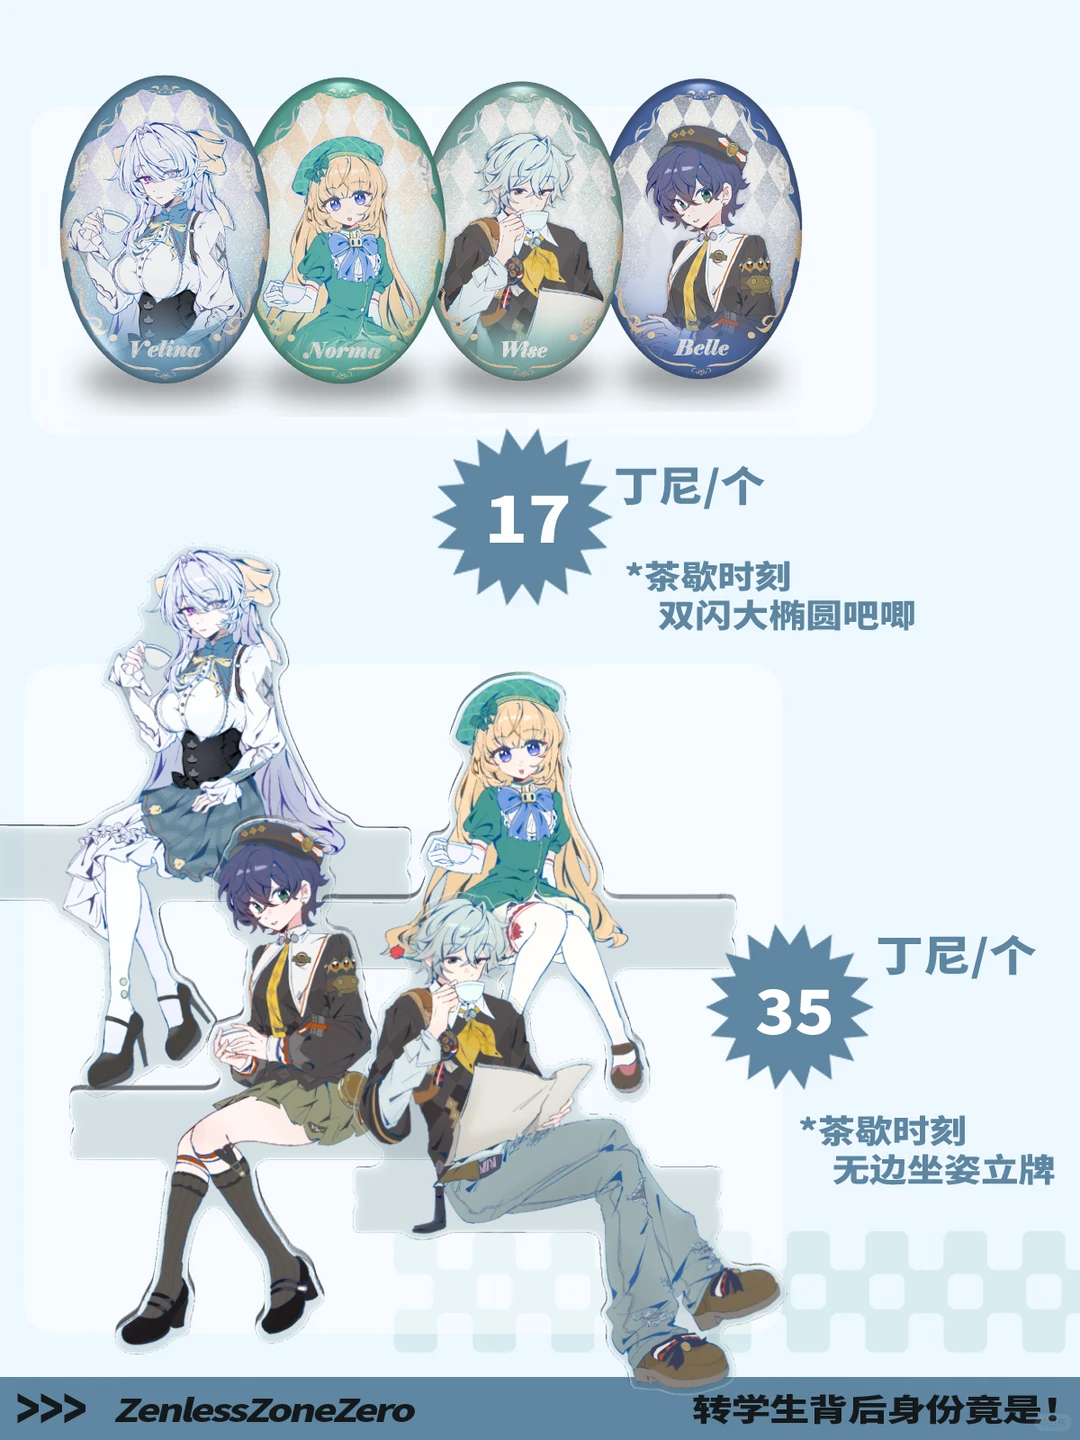 Velina
Norma
Wise
Belle
17
丁尼/个
*茶歇时刻
双闪大椭圆吧唧
35
丁尼/个
*茶歇时刻
无边坐姿立牌
>>> ZenlessZoneZero
转学生背后身份竟是!